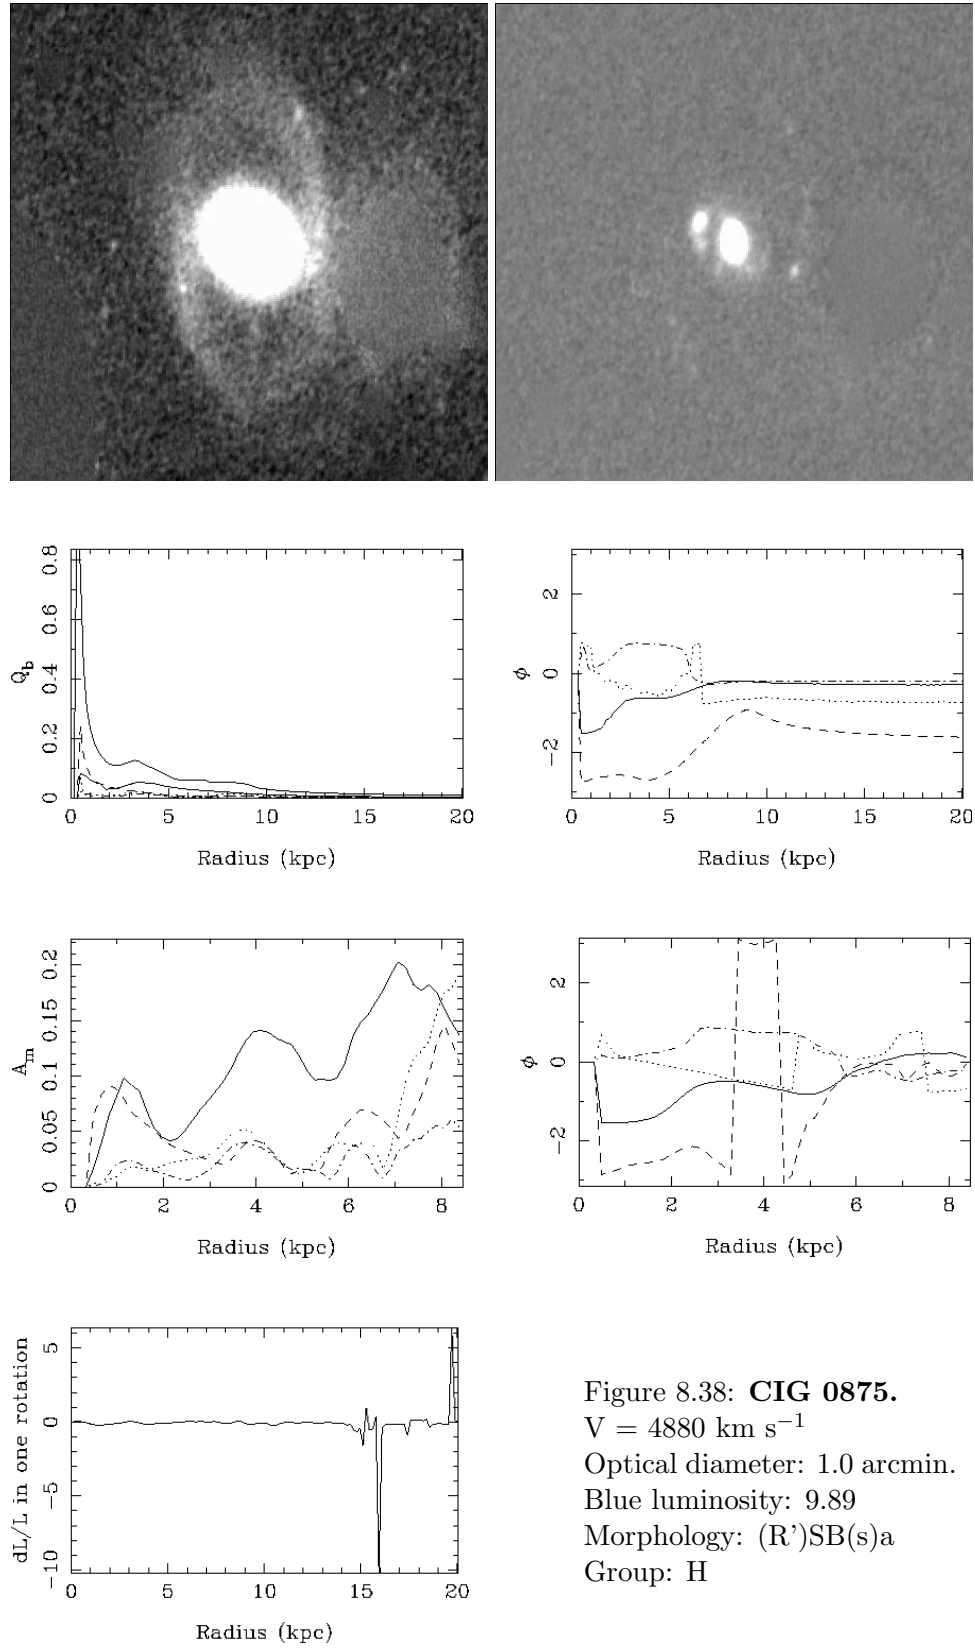 0.8
0.6
0.4
0.2
0
Q_b
0 5 10 15 20
Radius (kpc)
2
0
−2
ϕ
0 5 10 15 20
Radius (kpc)
0.2
0.15
0.1
0.05
0
A_m
0 2 4 6 8
Radius (kpc)
2
0
−2
ϕ
0 2 4 6 8
Radius (kpc)
5
0
−5
−10
dL/L in one rotation
0 5 10 15 20
Radius (kpc)
Figure 8.38: CIG 0875.
V = 4880 km s⁻¹
Optical diameter: 1.0 arcmin.
Blue luminosity: 9.89
Morphology: (R')SB(s)a
Group: H